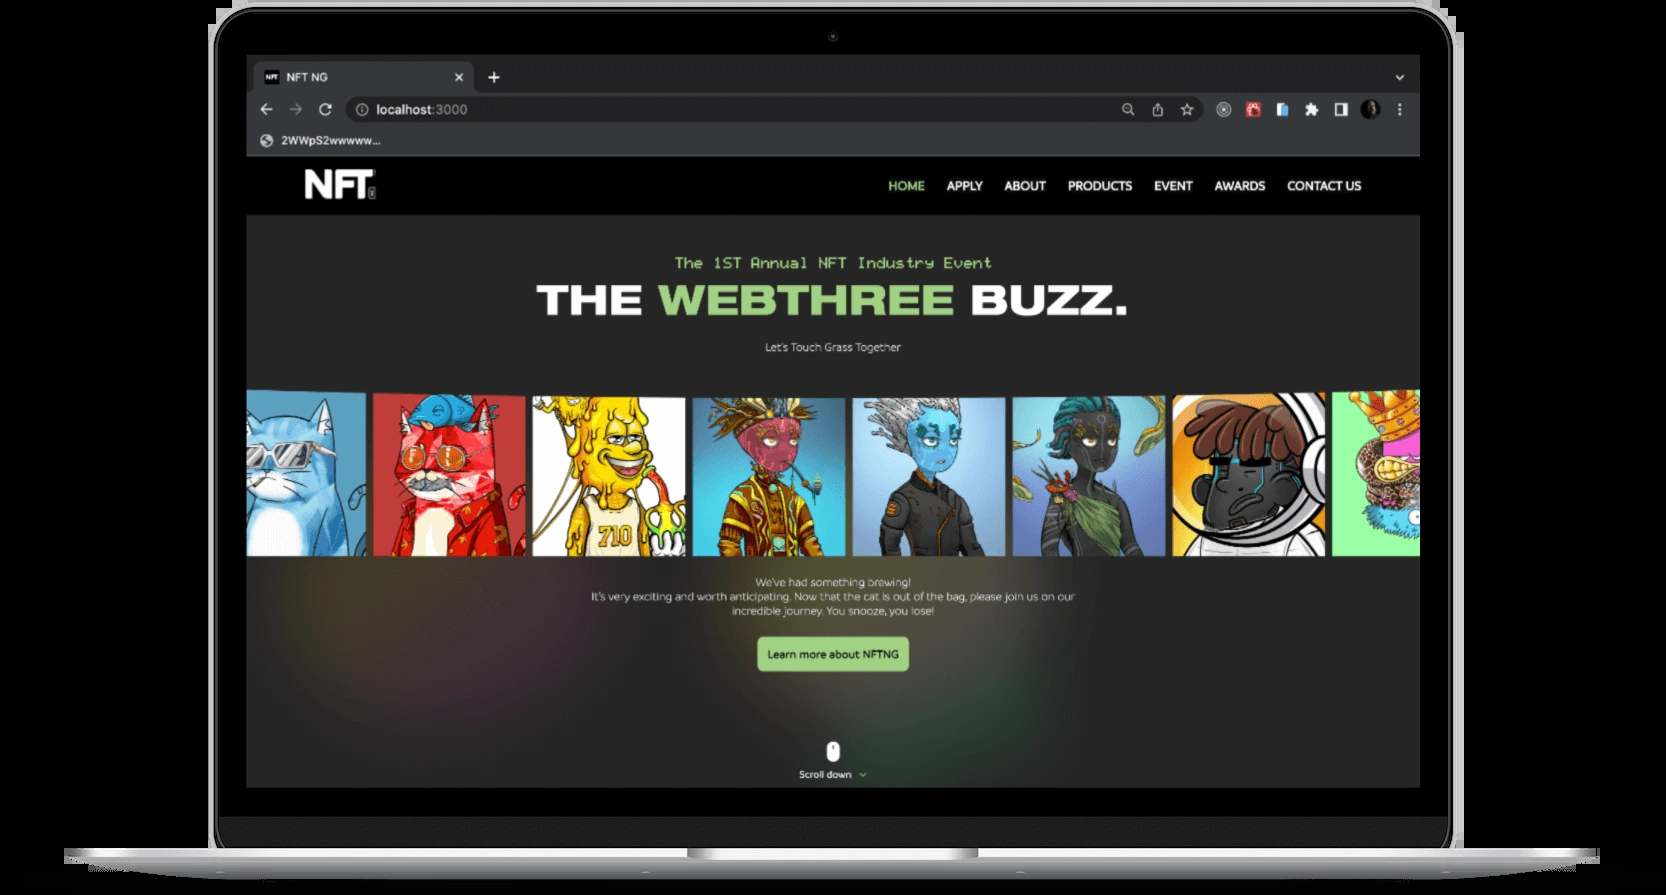 NFT NFT NG
localhost:3000
2WWpS2wwwww...
NFT
HOME APPLY ABOUT PRODUCTS EVENT AWARDS CONTACT US
The 1ST Annual NFT Industry Event
THE WEBTHREE BUZZ.
Let's Touch Grass Together
710
We've had something brewing!
It's very exciting and worth anticipating. Now that the cat is out of the bag, please join us on our
incredible journey. You snooze, you lose!
Learn more about NFTNG
Scroll down